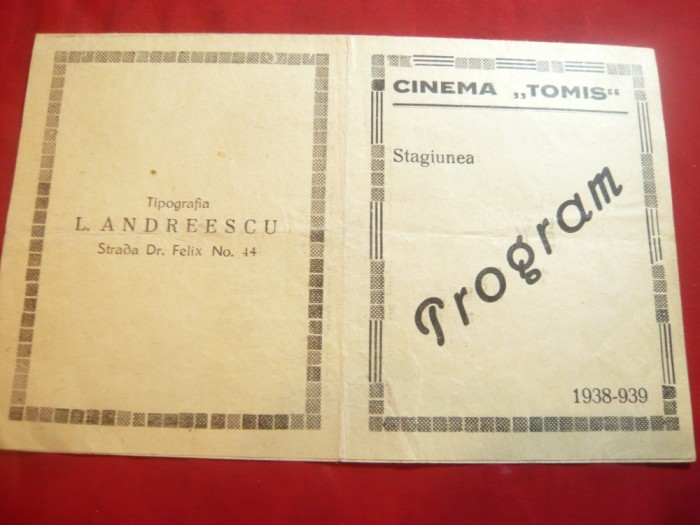 Tipografia
L. ANDREESCU
Strada Dr. Felix No. 44
CINEMA „TOMIS“
Stagiunea
Program
1938-939